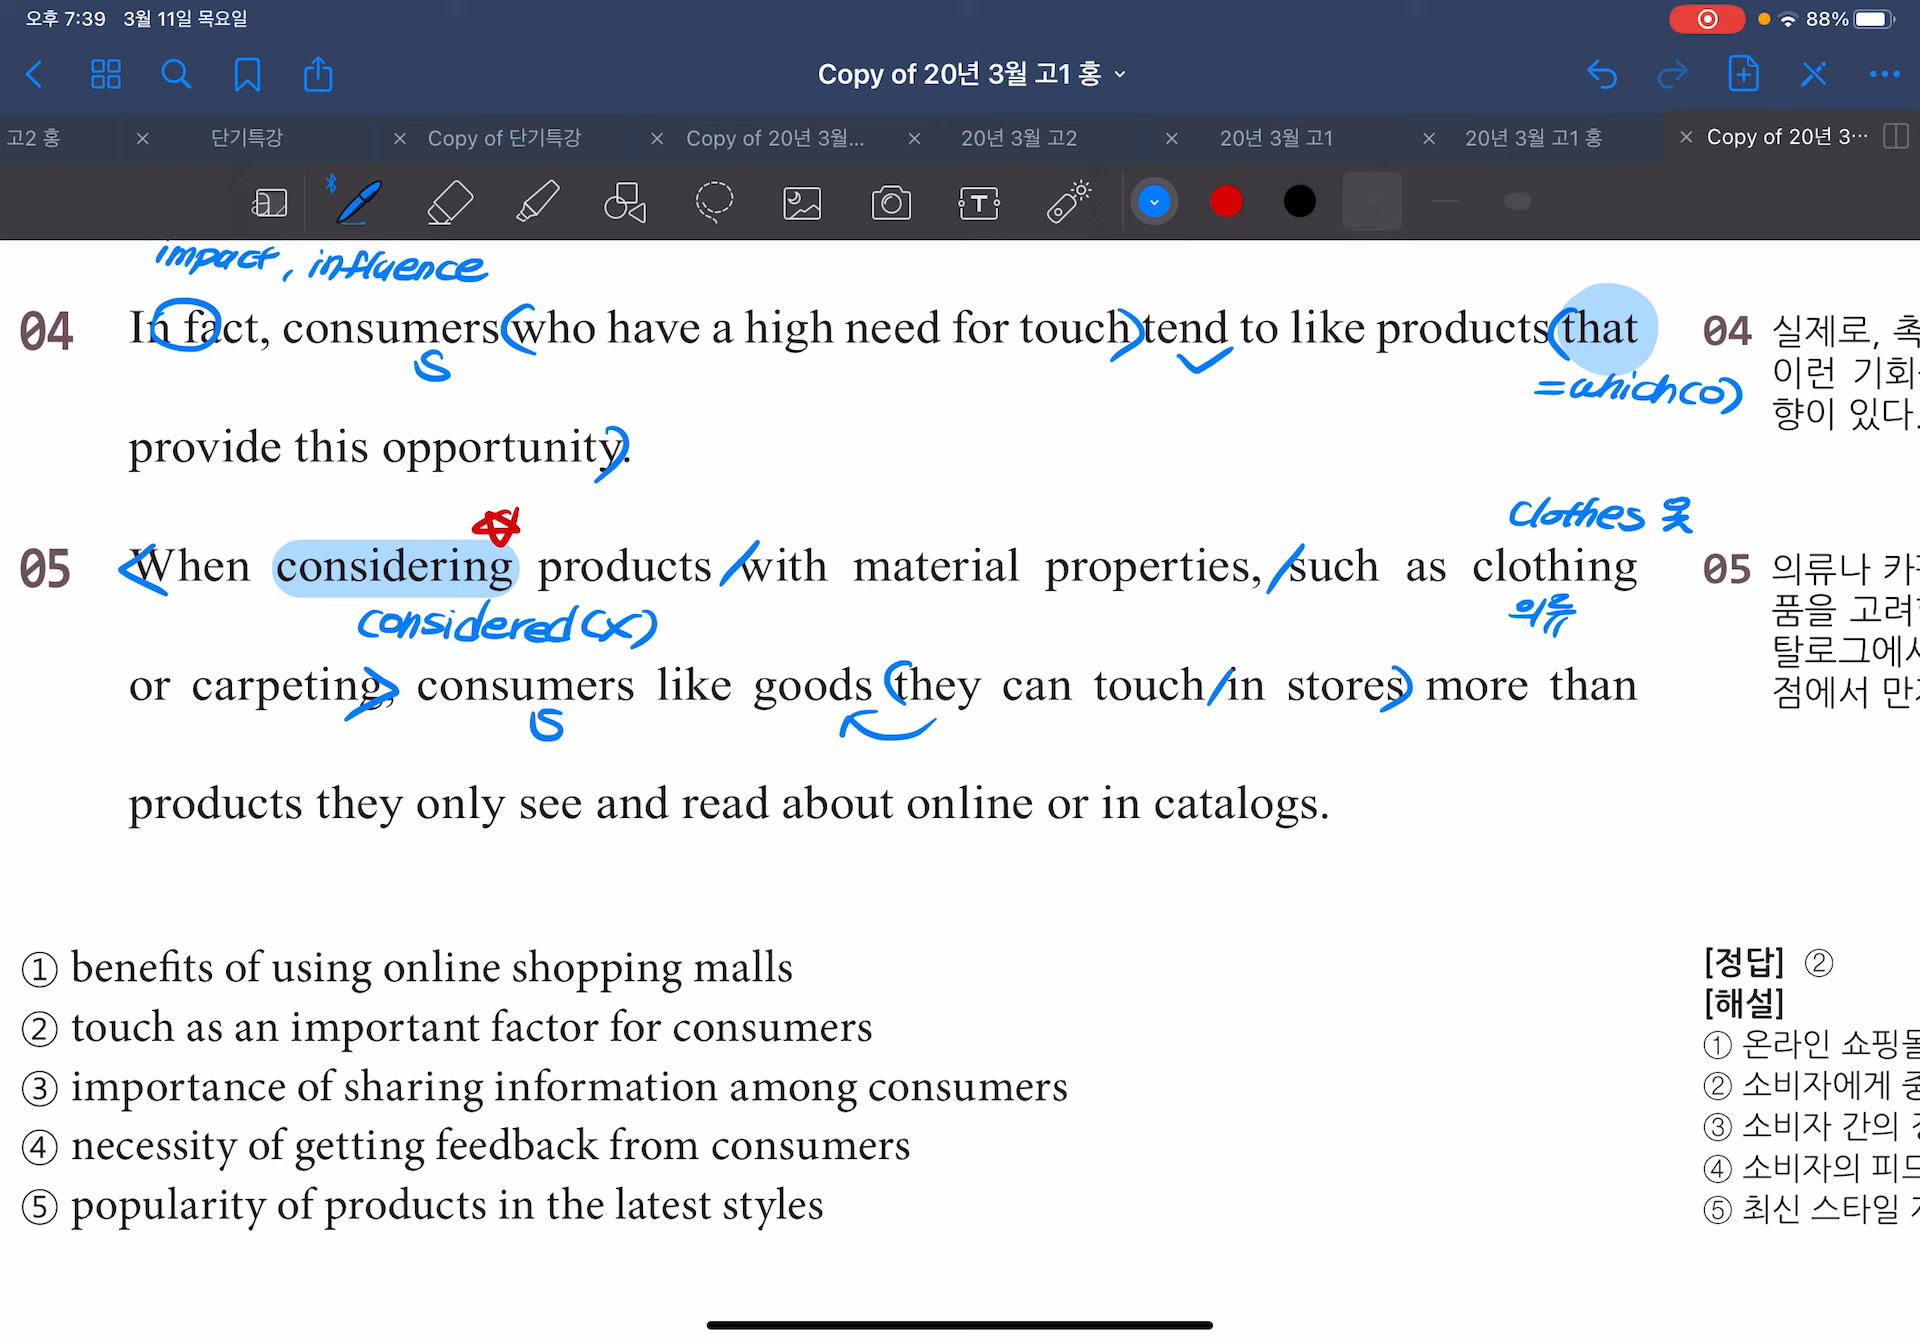 오후 7:39 3월 11일 목요일
88%
Copy of 20년 3월 고1 홍
고2 홍
단기특강
Copy of 단기특강
Copy of 20년 3월...
20년 3월 고2
20년 3월 고1
20년 3월 고1 홍
Copy of 20년 3...
impact, influence
04 In fact, consumers who have a high need for touch tend to like products that
S
=which(o)
provide this opportunity.
clothes 옷
05 When considering products with material properties, such as clothing
considered(x)
의류
or carpeting, consumers like goods they can touch in stores more than
S
products they only see and read about online or in catalogs.
① benefits of using online shopping malls
② touch as an important factor for consumers
③ importance of sharing information among consumers
④ necessity of getting feedback from consumers
⑤ popularity of products in the latest styles
04 실제로, 촉
이런 기회
향이 있다.
05 의류나 카
품을 고려
탈로그에서
점에서 만
[정답] ②
[해설]
① 온라인 쇼핑몰
② 소비자에게 중
③ 소비자 간의
④ 소비자의 피드
⑤ 최신 스타일